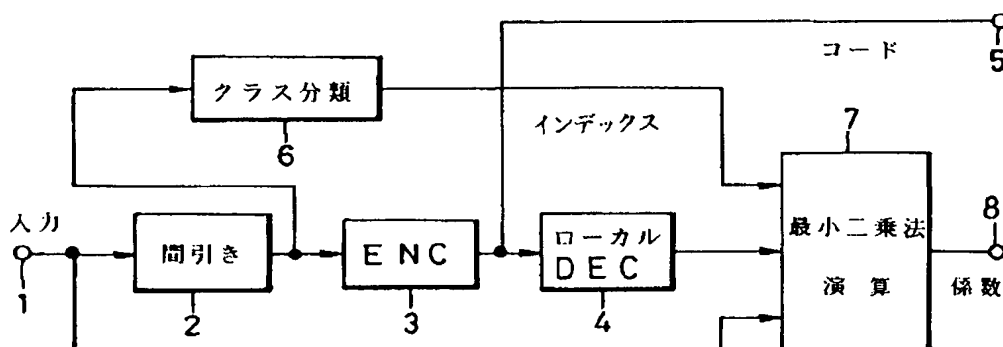 コード
5
クラス分類
6
インデックス
7
入力
1
間引き
2
ENC
3
ローカル
DEC
4
最小二乗法
演算
8
係数